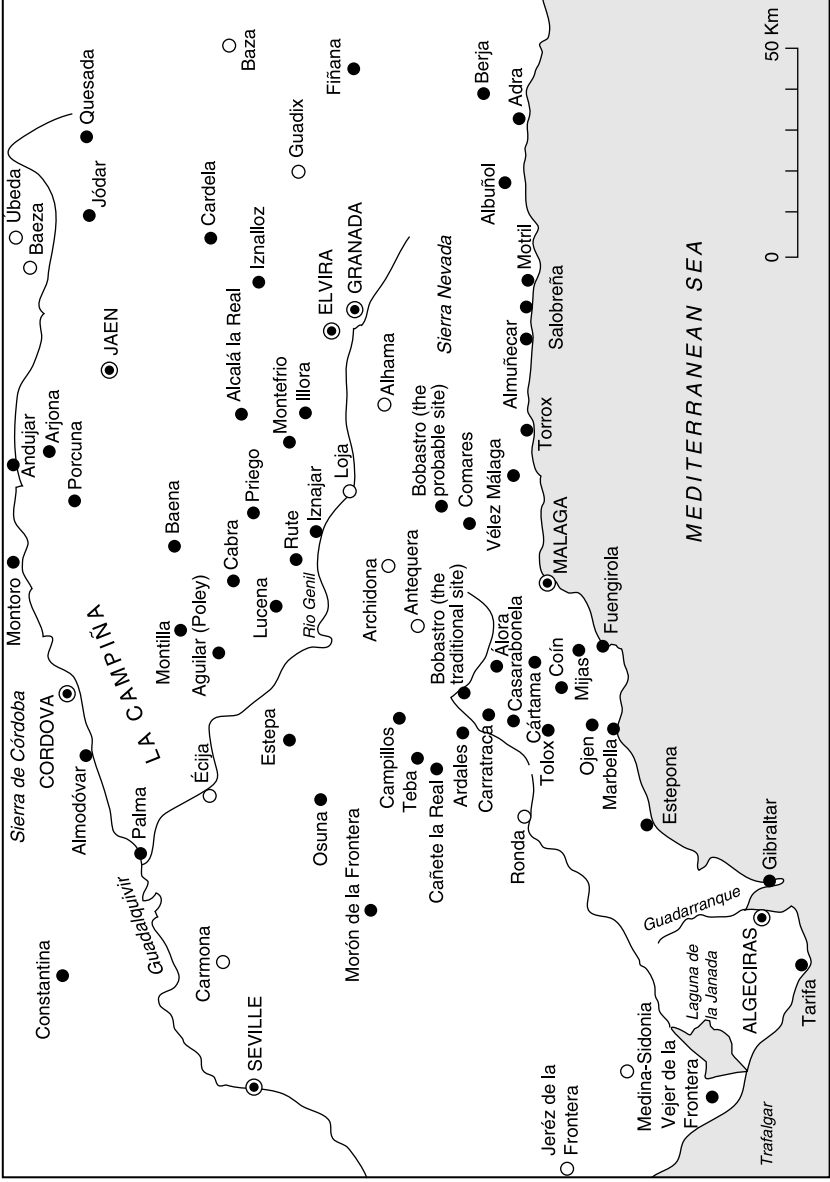 Sierra de Córdoba
Constantina
Guadalquivir
Carmona
SEVILLE
Palma
Almodóvar
CORDOVA
LA CAMPIÑA
Écija
Montoro
Andujar
Arjona
Porcuna
JAEN
Úbeda
Baeza
Jódar
Quesada
Montilla
Aguilar (Poley)
Baena
Cabra
Lucena
Priego
Rute
Iznajar
Río Genil
Alcalá la Real
Montefrio
Illora
Cardela
Iznalloz
ELVIRA
GRANADA
Guadix
Baza
Fiñana
Estepa
Osuna
Morón de la Frontera
Archidona
Antequera
Loja
Alhama
Sierra Nevada
Campillos
Teba
Cañete la Real
Ardales
Carratraca
Bobastro (the
traditional site)
Bobastro (the
probable site)
Comares
Vélez Málaga
Álora
Casarabonela
Cártama
Coín
Mijas
Tolox
Ojen
Marbella
Fuengirola
MALAGA
Torrox
Almuñecar
Salobreña
Motril
Albuñol
Adra
Berja
Ronda
Estepona
Gibraltar
Guadarranque
ALGECIRAS
Laguna de
la Janada
Tarifa
Medina-Sidonia
Vejer de la
Frontera
Jeréz de la
Frontera
Trafalgar
MEDITERRANEAN SEA
0
50 Km